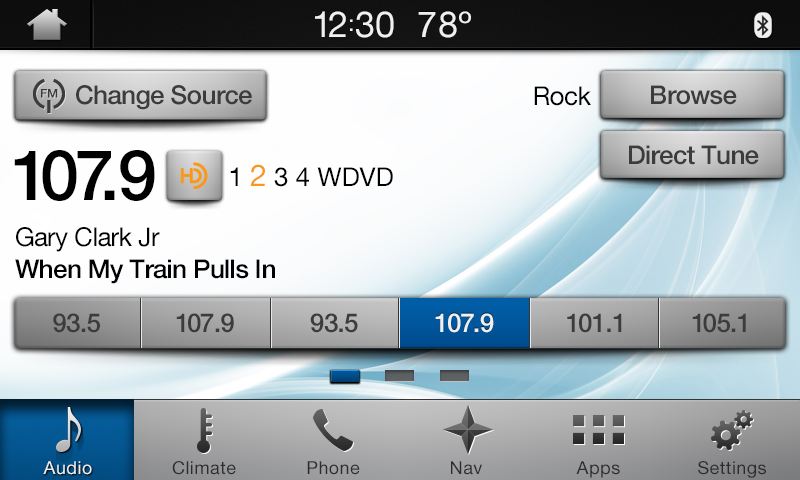 12:30 78º
FM Change Source
Rock Browse
Direct Tune
107.9 HD 1 2 3 4 WDVD
Gary Clark Jr
When My Train Pulls In
93.5 107.9 93.5 107.9 101.1 105.1
Audio Climate Phone Nav Apps Settings